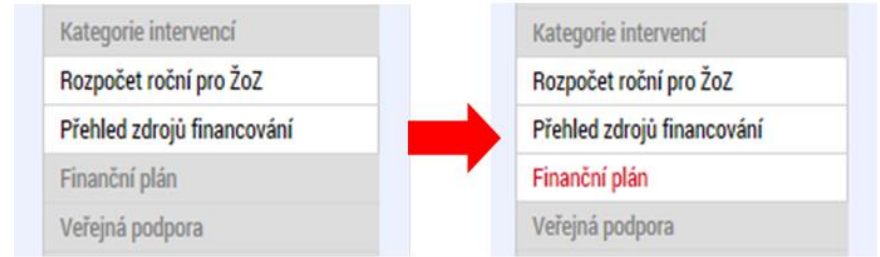 Kategorie intervencí
Rozpočet roční pro ŽoZ
Přehled zdrojů financování
Finanční plán
Veřejná podpora
Kategorie intervencí
Rozpočet roční pro ŽoZ
Přehled zdrojů financování
Finanční plán
Veřejná podpora